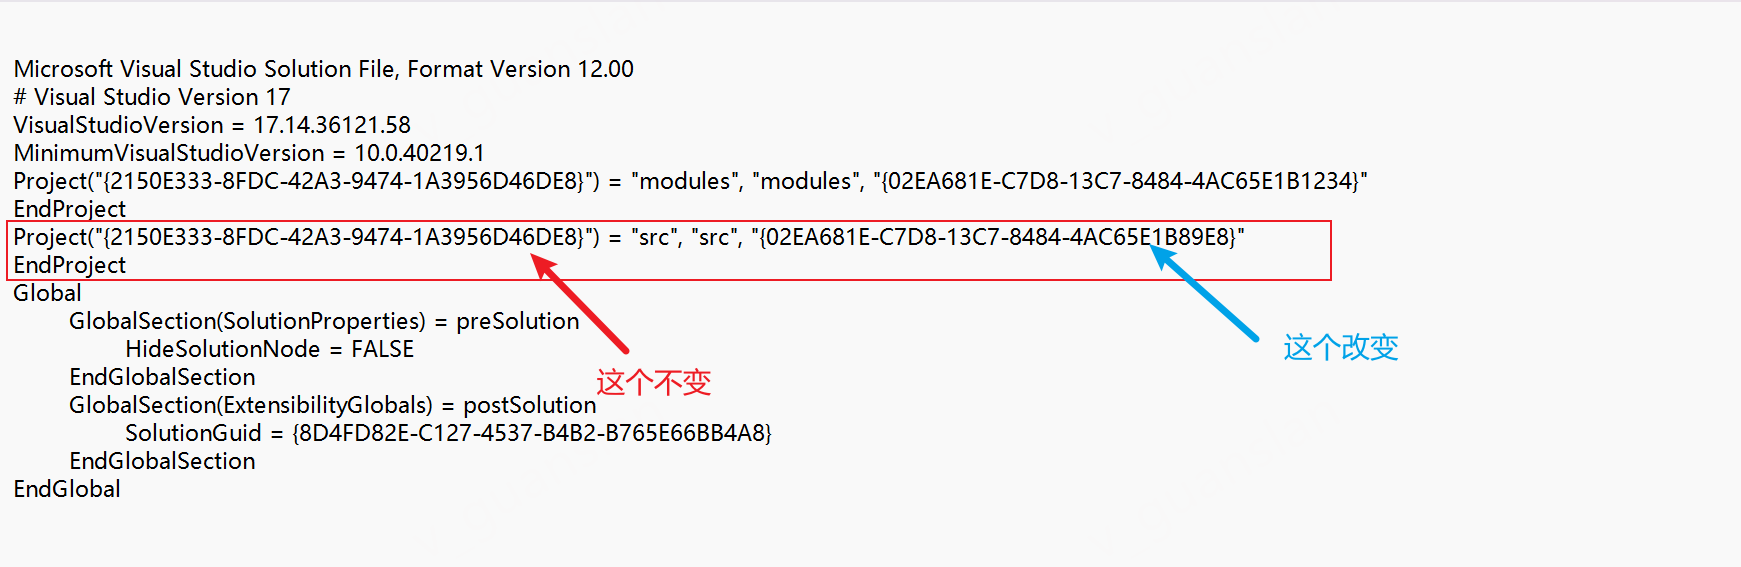 Microsoft Visual Studio Solution File, Format Version 12.00
# Visual Studio Version 17
VisualStudioVersion = 17.14.36121.58
MinimumVisualStudioVersion = 10.0.40219.1
Project("{2150E333-8FDC-42A3-9474-1A3956D46DE8}") = "modules", "modules", "{02EA681E-C7D8-13C7-8484-4AC65E1B1234}"
EndProject
Project("{2150E333-8FDC-42A3-9474-1A3956D46DE8}") = "src", "src", "{02EA681E-C7D8-13C7-8484-4AC65E1B89E8}"
EndProject
Global
GlobalSection(SolutionProperties) = preSolution
HideSolutionNode = FALSE
这个改变
EndGlobalSection
这个不变
GlobalSection(ExtensibilityGlobals) = postSolution
SolutionGuid = {8D4FD82E-C127-4537-B4B2-B765E66BB4A8}
EndGlobalSection
EndGlobal